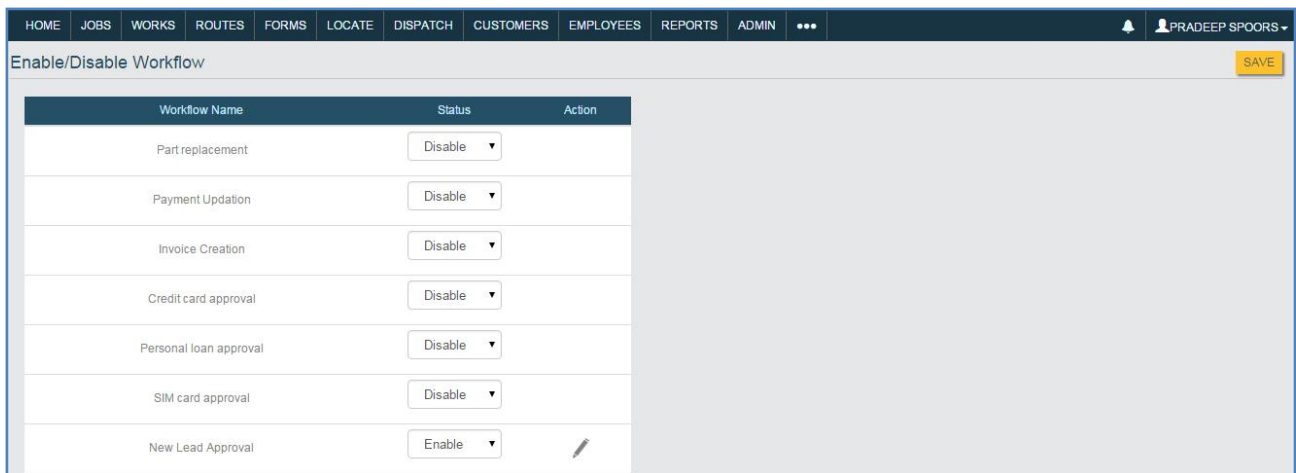 HOME JOBS WORKS ROUTES FORMS LOCATE DISPATCH CUSTOMERS EMPLOYEES REPORTS ADMIN ••• PRADEEP SPOORS
Enable/Disable Workflow SAVE
Workflow Name Status Action
Part replacement Disable
Payment Updation Disable
Invoice Creation Disable
Credit card approval Disable
Personal loan approval Disable
SIM card approval Disable
New Lead Approval Enable